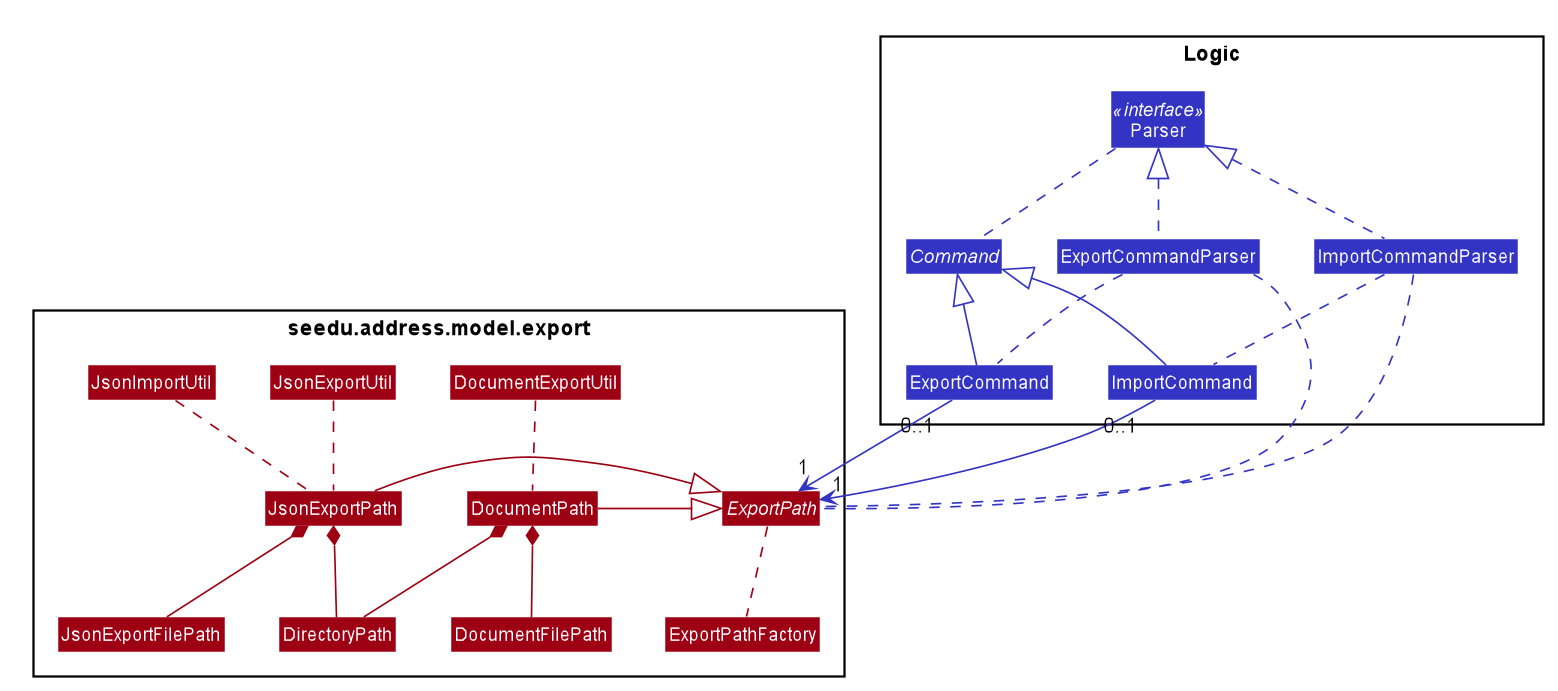 Logic
«interface»
Parser
Command
ExportCommandParser
ImportCommandParser
seedu.address.model.export
JsonImportUtil
JsonExportUtil
DocumentExportUtil
ExportCommand
ImportCommand
0..1
0..1
1
1
JsonExportPath
DocumentPath
ExportPath
JsonExportFilePath
DirectoryPath
DocumentFilePath
ExportPathFactory